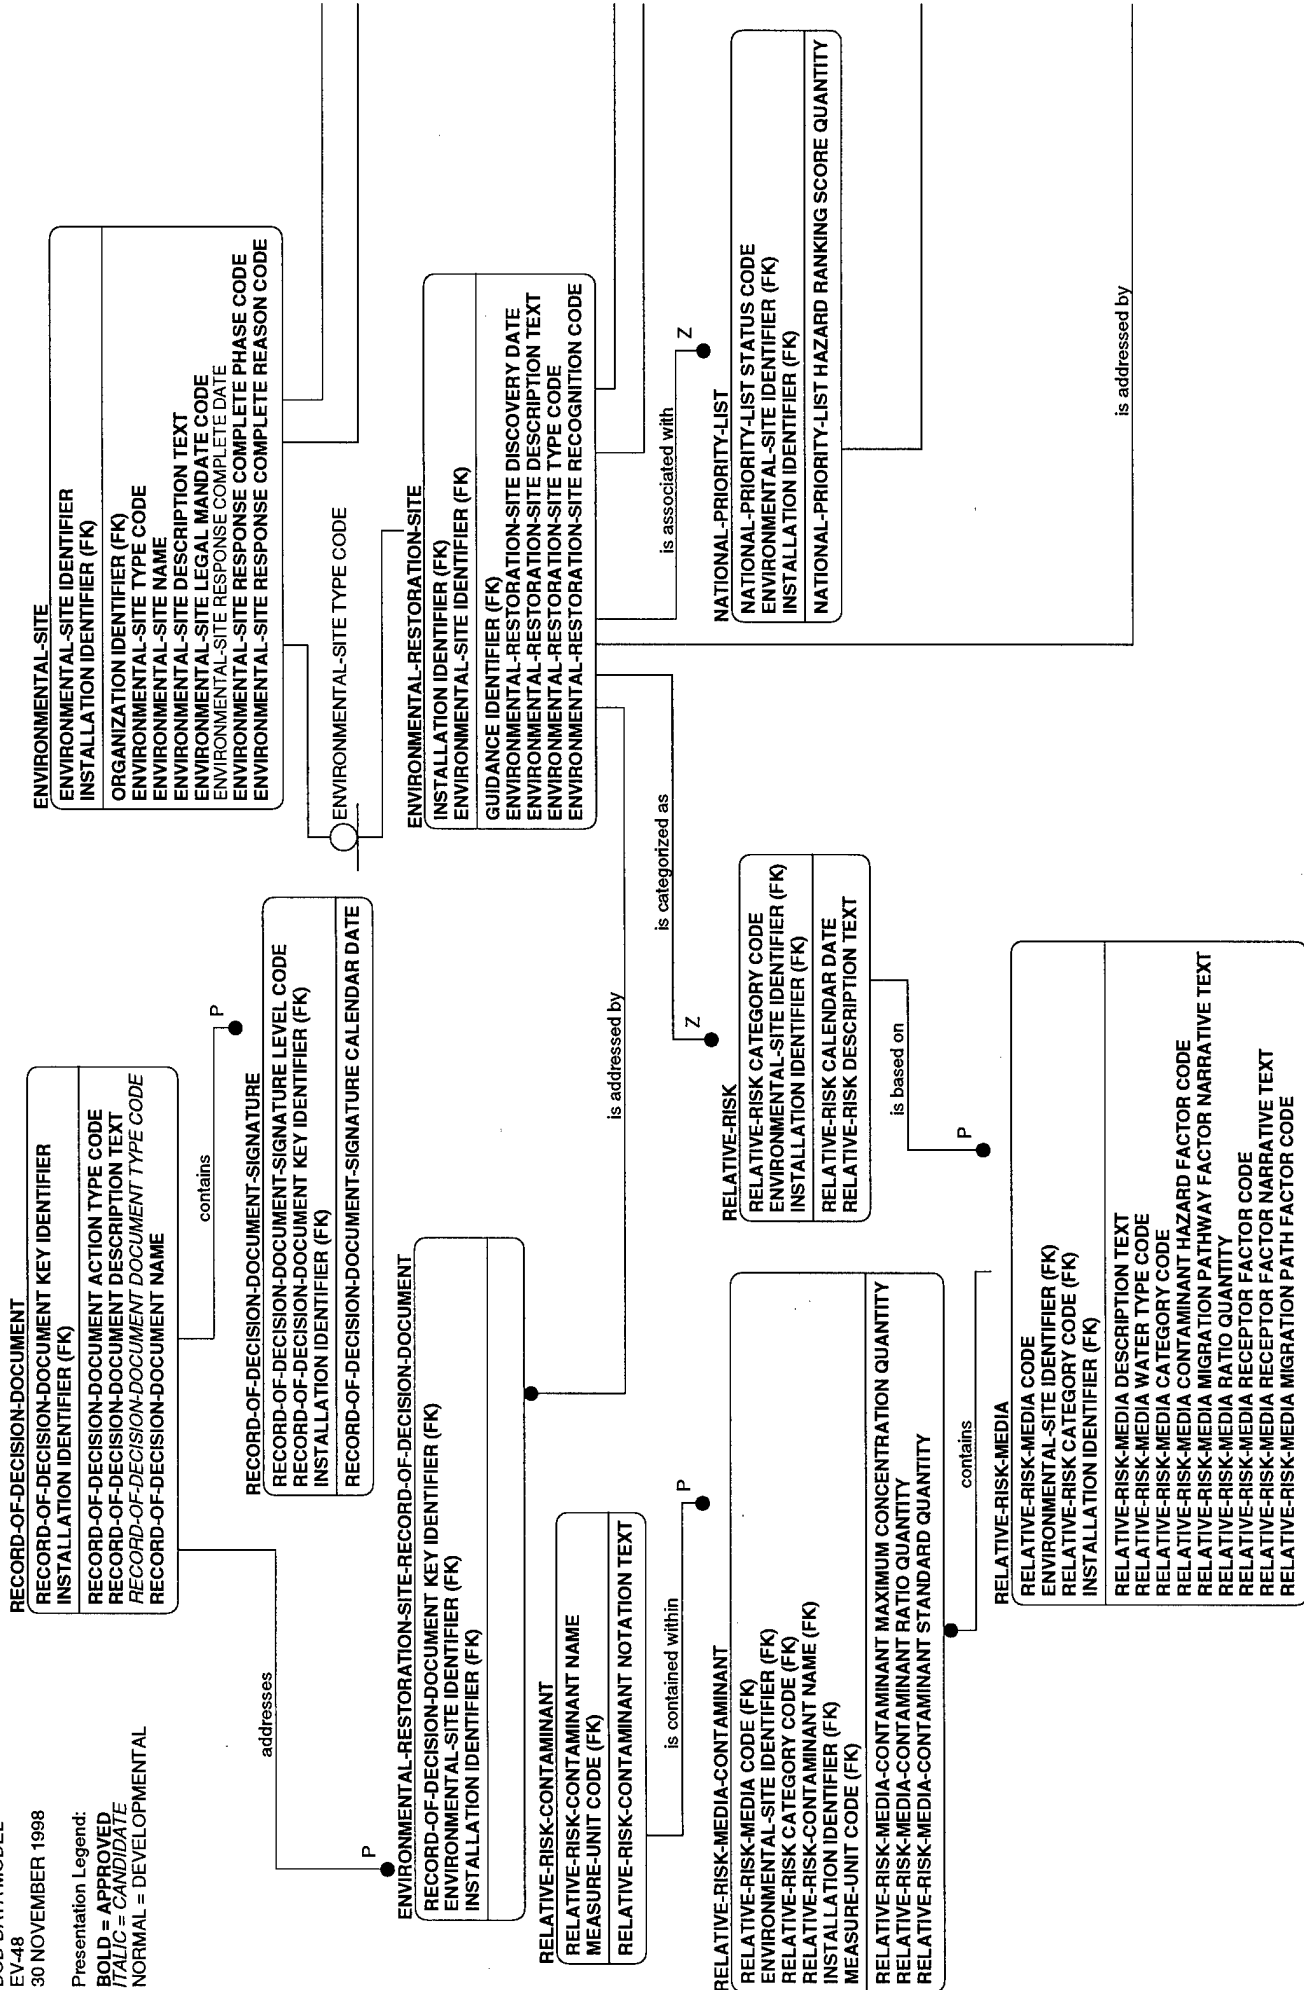 EV-48
30 NOVEMBER 1998
Presentation Legend:
BOLD = APPROVED
ITALIC = CANDIDATE
NORMAL = DEVELOPMENTAL
RECORD-OF-DECISION-DOCUMENT
RECORD-OF-DECISION-DOCUMENT KEY IDENTIFIER
INSTALLATION IDENTIFIER (FK)
RECORD-OF-DECISION-DOCUMENT ACTION TYPE CODE
RECORD-OF-DECISION-DOCUMENT DESCRIPTION TEXT
RECORD-OF-DECISION-DOCUMENT DOCUMENT TYPE CODE
RECORD-OF-DECISION-DOCUMENT NAME
addresses
P
contains
P
RECORD-OF-DECISION-DOCUMENT-SIGNATURE
RECORD-OF-DECISION-DOCUMENT-SIGNATURE LEVEL CODE
RECORD-OF-DECISION-DOCUMENT KEY IDENTIFIER (FK)
INSTALLATION IDENTIFIER (FK)
RECORD-OF-DECISION-DOCUMENT-SIGNATURE CALENDAR DATE
ENVIRONMENTAL-SITE
ENVIRONMENTAL-SITE IDENTIFIER
INSTALLATION IDENTIFIER (FK)
ORGANIZATION IDENTIFIER (FK)
ENVIRONMENTAL-SITE TYPE CODE
ENVIRONMENTAL-SITE NAME
ENVIRONMENTAL-SITE DESCRIPTION TEXT
ENVIRONMENTAL-SITE LEGAL MANDATE CODE
ENVIRONMENTAL-SITE RESPONSE COMPLETE DATE
ENVIRONMENTAL-SITE RESPONSE COMPLETE PHASE CODE
ENVIRONMENTAL-SITE RESPONSE COMPLETE REASON CODE
ENVIRONMENTAL-SITE TYPE CODE
ENVIRONMENTAL-RESTORATION-SITE-RECORD-OF-DECISION-DOCUMENT
RECORD-OF-DECISION-DOCUMENT KEY IDENTIFIER (FK)
ENVIRONMENTAL-SITE IDENTIFIER (FK)
INSTALLATION IDENTIFIER (FK)
is addressed by
ENVIRONMENTAL-RESTORATION-SITE
INSTALLATION IDENTIFIER (FK)
ENVIRONMENTAL-SITE IDENTIFIER (FK)
GUIDANCE IDENTIFIER (FK)
ENVIRONMENTAL-RESTORATION-SITE DISCOVERY DATE
ENVIRONMENTAL-RESTORATION-SITE DESCRIPTION TEXT
ENVIRONMENTAL-RESTORATION-SITE TYPE CODE
ENVIRONMENTAL-RESTORATION-SITE RECOGNITION CODE
RELATIVE-RISK-CONTAMINANT
RELATIVE-RISK-CONTAMINANT NAME
MEASURE-UNIT CODE (FK)
RELATIVE-RISK-CONTAMINANT NOTATION TEXT
is contained within
P
is categorized as
Z
is associated with
Z
RELATIVE-RISK-MEDIA-CONTAMINANT
RELATIVE-RISK-MEDIA CODE (FK)
ENVIRONMENTAL-SITE IDENTIFIER (FK)
RELATIVE-RISK CATEGORY CODE (FK)
RELATIVE-RISK-CONTAMINANT NAME (FK)
INSTALLATION IDENTIFIER (FK)
MEASURE-UNIT CODE (FK)
RELATIVE-RISK-MEDIA-CONTAMINANT MAXIMUM CONCENTRATION QUANTITY
RELATIVE-RISK-MEDIA-CONTAMINANT RATIO QUANTITY
RELATIVE-RISK-MEDIA-CONTAMINANT STANDARD QUANTITY
RELATIVE-RISK
RELATIVE-RISK CATEGORY CODE
ENVIRONMENTAL-SITE IDENTIFIER (FK)
INSTALLATION IDENTIFIER (FK)
RELATIVE-RISK CALENDAR DATE
RELATIVE-RISK DESCRIPTION TEXT
is based on
P
NATIONAL-PRIORITY-LIST
NATIONAL-PRIORITY-LIST STATUS CODE
ENVIRONMENTAL-SITE IDENTIFIER (FK)
INSTALLATION IDENTIFIER (FK)
NATIONAL-PRIORITY-LIST HAZARD RANKING SCORE QUANTITY
contains
RELATIVE-RISK-MEDIA
RELATIVE-RISK-MEDIA CODE
ENVIRONMENTAL-SITE IDENTIFIER (FK)
RELATIVE-RISK CATEGORY CODE (FK)
INSTALLATION IDENTIFIER (FK)
RELATIVE-RISK-MEDIA DESCRIPTION TEXT
RELATIVE-RISK-MEDIA WATER TYPE CODE
RELATIVE-RISK-MEDIA CATEGORY CODE
RELATIVE-RISK-MEDIA CONTAMINANT HAZARD FACTOR CODE
RELATIVE-RISK-MEDIA MIGRATION PATHWAY FACTOR NARRATIVE TEXT
RELATIVE-RISK-MEDIA RATIO QUANTITY
RELATIVE-RISK-MEDIA RECEPTOR FACTOR CODE
RELATIVE-RISK-MEDIA RECEPTOR FACTOR NARRATIVE TEXT
RELATIVE-RISK-MEDIA MIGRATION PATH FACTOR CODE
is addressed by